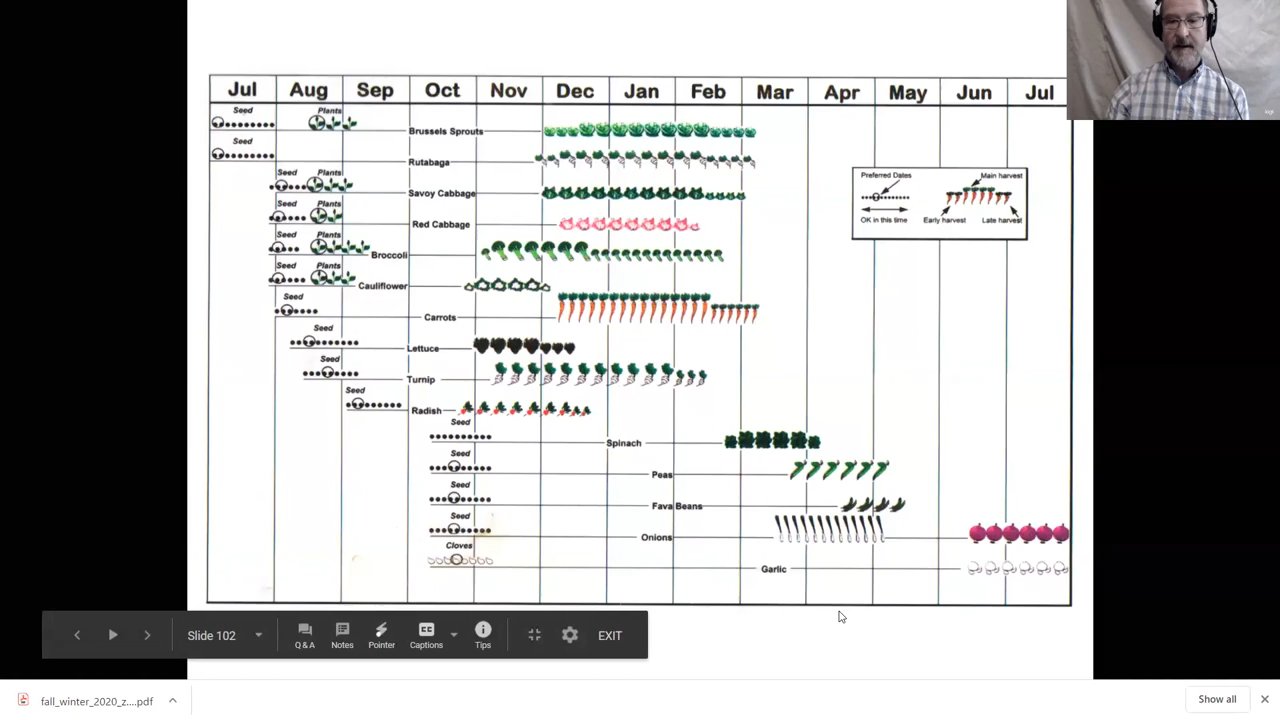 Jul Aug Sep Oct Nov Dec Jan Feb Mar Apr May Jun Jul
Seed Plants
Brussels Sprouts
Seed
Rutabaga
Seed Plants
Savoy Cabbage
Seed Plants
Red Cabbage
Seed Plants
Broccoli
Seed Plants
Cauliflower
Seed
Carrots
Seed
Lettuce
Seed
Turnip
Seed
Radish
Seed
Spinach
Seed
Peas
Seed
Fava Beans
Seed
Onions
Cloves
Garlic
Preferred Dates Main harvest
OK in this time Early harvest Late harvest
Slide 102 Q & A Notes Pointer Captions Tips EXIT
fall_winter_2020_z....pdf Show all